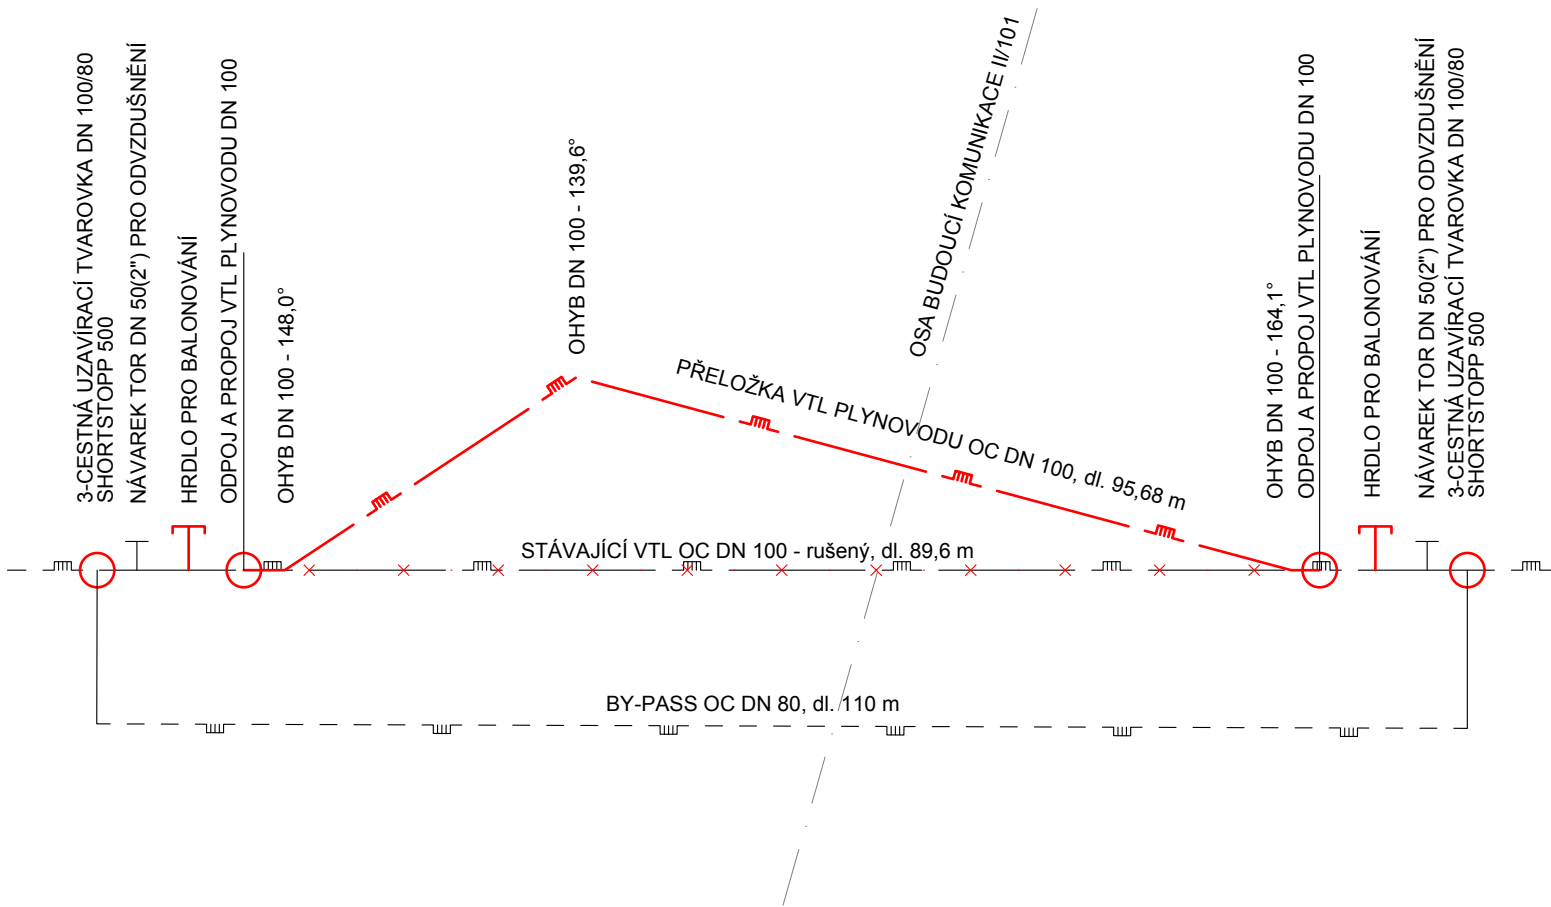 3-CESTNÁ UZAVÍRACÍ TVAROVKA DN 100/80
SHORTSTOPP 500
NÁVAREK TOR DN 50(2") PRO ODVZDUŠNĚNÍ
HRDLO PRO BALONOVÁNÍ
ODPOJ A PROPOJ VTL PLYNOVODU DN 100
OHYB DN 100 - 148,0°
OHYB DN 100 - 139,6°
PŘELOŽKA VTL PLYNOVODU OC DN 100, dl. 95,68 m
OSA BUDOUCÍ KOMUNIKACE II/101
OHYB DN 100 - 164,1°
ODPOJ A PROPOJ VTL PLYNOVODU DN 100
HRDLO PRO BALONOVÁNÍ
NÁVAREK TOR DN 50(2") PRO ODVZDUŠNĚNÍ
3-CESTNÁ UZAVÍRACÍ TVAROVKA DN 100/80
SHORTSTOPP 500
STÁVAJÍCÍ VTL OC DN 100 - rušený, dl. 89,6 m
BY-PASS OC DN 80, dl. 110 m